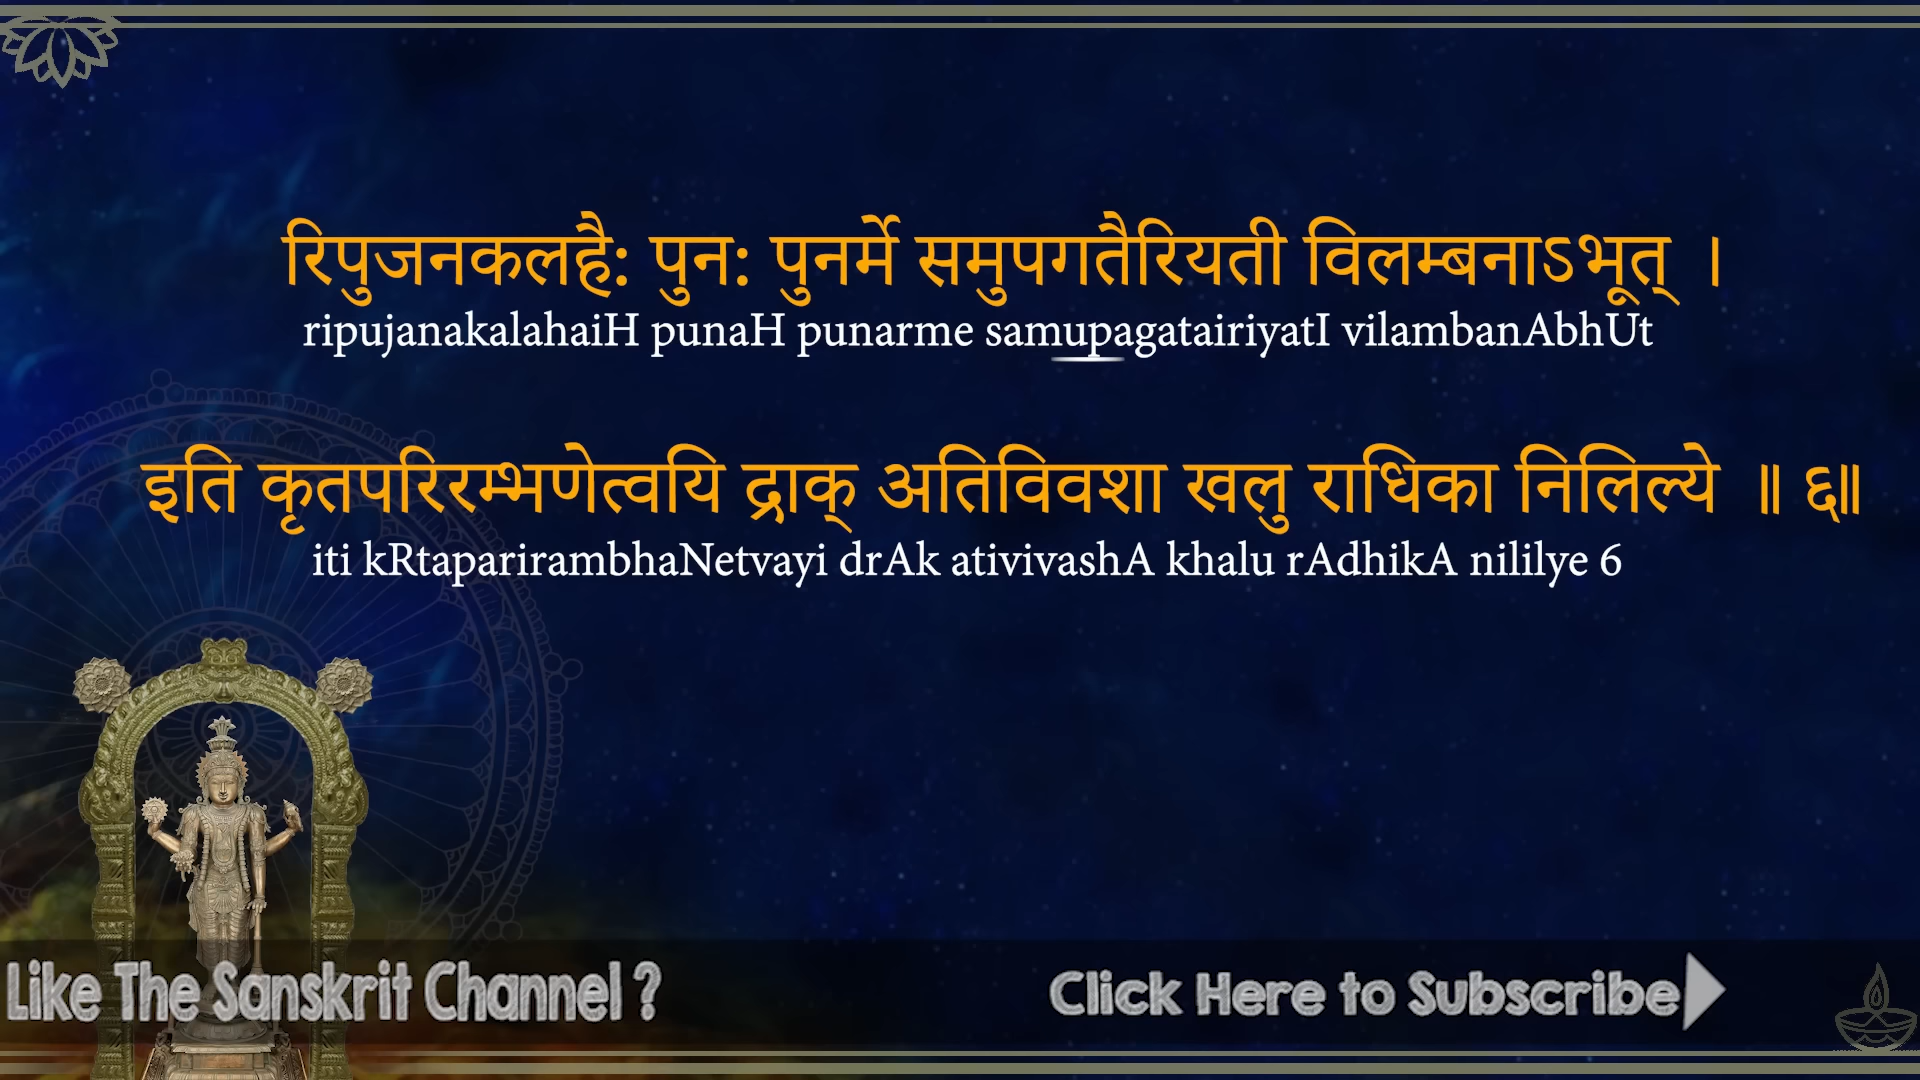 रिपुजनकलहै: पुन: पुनर्मे समुपगतैरियती विलम्बनाऽभूत् ।
ripujanakalahaiH punaH punarme samupagatairiyatI vilambanAbhUt
इति कृतपरिरम्भणेत्वयि द्राक् अतिविवशा खलु राधिका निलिल्ये ॥ ६॥
iti kRtaparirambhaNetvayi drAk ativivashA khalu rAdhikA nililye 6
Like The Sanskrit Channel ?
Click Here to Subscribe